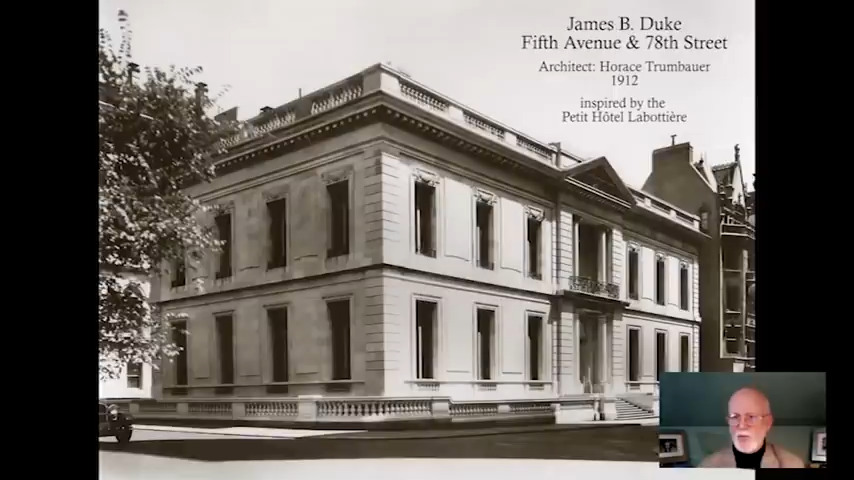 James B. Duke
Fifth Avenue & 78th Street
Architect: Horace Trumbauer
1912
inspired by the
Petit Hôtel Labottière